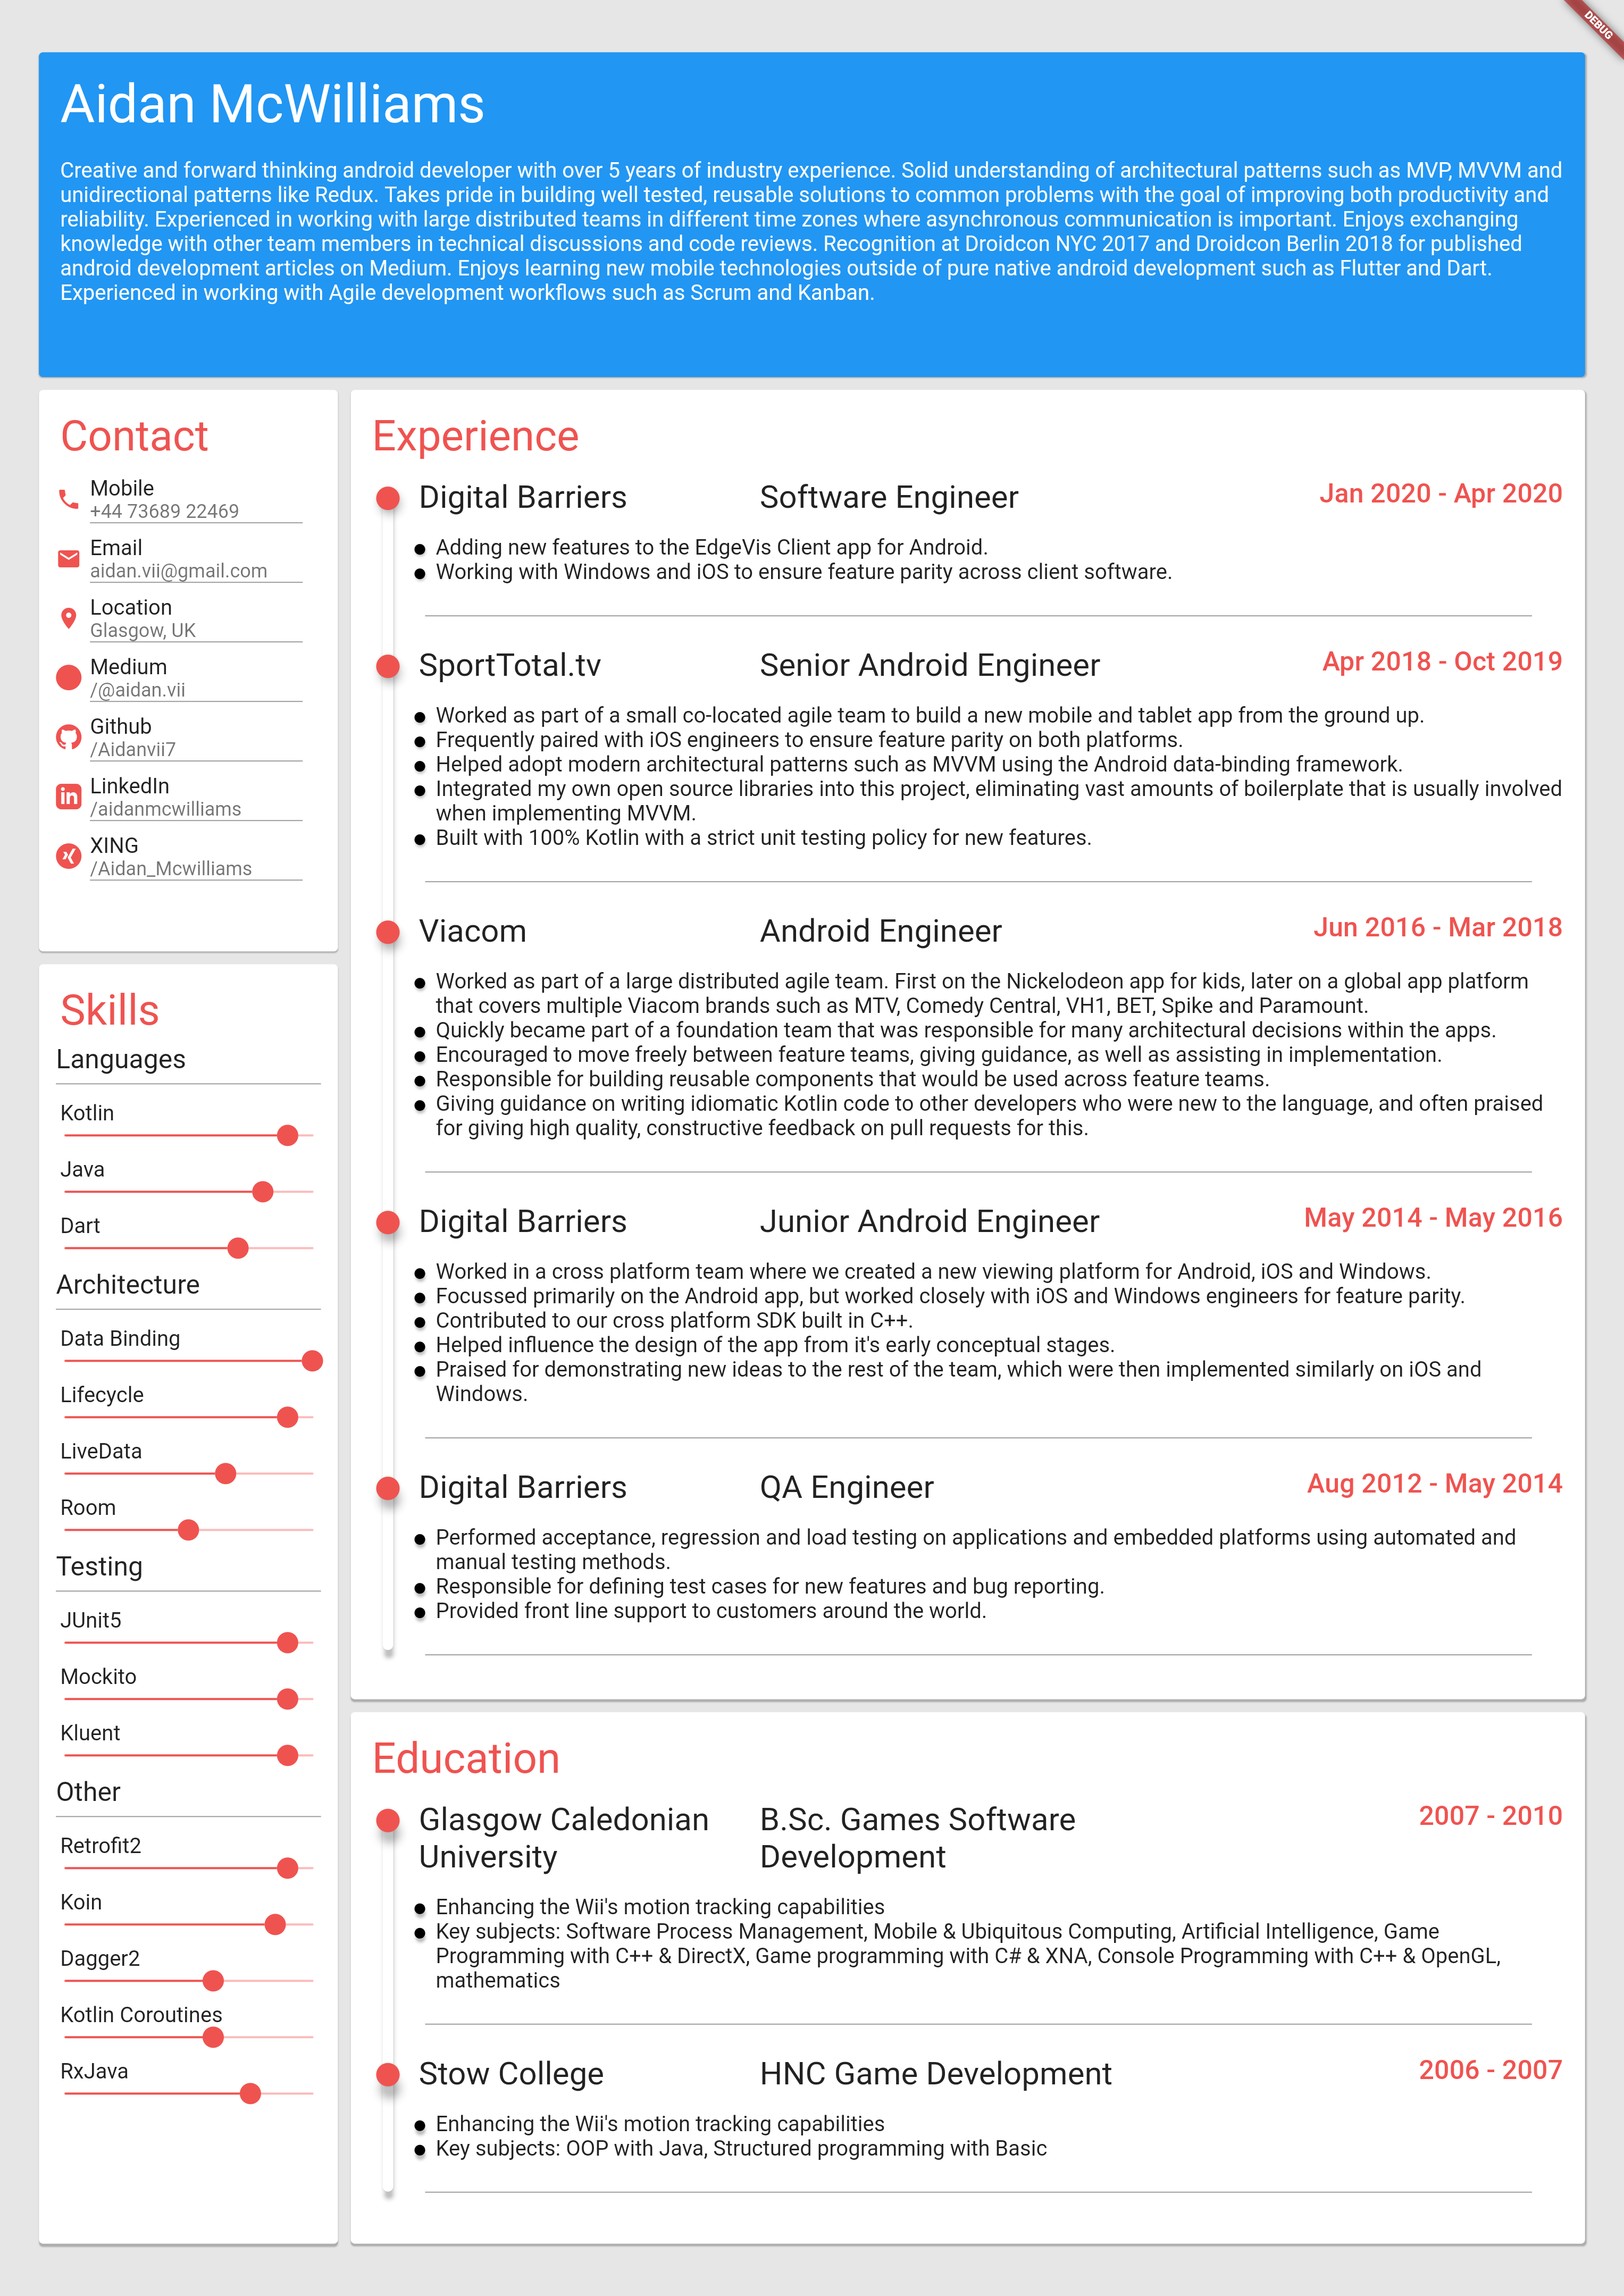 DEBUG
Aidan McWilliams
Creative and forward thinking android developer with over 5 years of industry experience. Solid understanding of architectural patterns such as MVP, MVVM and
unidirectional patterns like Redux. Takes pride in building well tested, reusable solutions to common problems with the goal of improving both productivity and
reliability. Experienced in working with large distributed teams in different time zones where asynchronous communication is important. Enjoys exchanging
knowledge with other team members in technical discussions and code reviews. Recognition at Droidcon NYC 2017 and Droidcon Berlin 2018 for published
android development articles on Medium. Enjoys learning new mobile technologies outside of pure native android development such as Flutter and Dart.
Experienced in working with Agile development workflows such as Scrum and Kanban.
Contact
Mobile
+44 73689 22469
Email
aidan.vii@gmail.com
Location
Glasgow, UK
Medium
/@aidan.vii
Github
/Aidanvii7
LinkedIn
/aidanmcwilliams
XING
/Aidan_Mcwilliams
Skills
Languages
Kotlin
Java
Dart
Architecture
Data Binding
Lifecycle
LiveData
Room
Testing
JUnit5
Mockito
Kluent
Other
Retrofit2
Koin
Dagger2
Kotlin Coroutines
RxJava
Experience
Digital Barriers Software Engineer Jan 2020 - Apr 2020
Adding new features to the EdgeVis Client app for Android.
Working with Windows and iOS to ensure feature parity across client software.
SportTotal.tv Senior Android Engineer Apr 2018 - Oct 2019
Worked as part of a small co-located agile team to build a new mobile and tablet app from the ground up.
Frequently paired with iOS engineers to ensure feature parity on both platforms.
Helped adopt modern architectural patterns such as MVVM using the Android data-binding framework.
Integrated my own open source libraries into this project, eliminating vast amounts of boilerplate that is usually involved
when implementing MVVM.
Built with 100% Kotlin with a strict unit testing policy for new features.
Viacom Android Engineer Jun 2016 - Mar 2018
Worked as part of a large distributed agile team. First on the Nickelodeon app for kids, later on a global app platform
that covers multiple Viacom brands such as MTV, Comedy Central, VH1, BET, Spike and Paramount.
Quickly became part of a foundation team that was responsible for many architectural decisions within the apps.
Encouraged to move freely between feature teams, giving guidance, as well as assisting in implementation.
Responsible for building reusable components that would be used across feature teams.
Giving guidance on writing idiomatic Kotlin code to other developers who were new to the language, and often praised
for giving high quality, constructive feedback on pull requests for this.
Digital Barriers Junior Android Engineer May 2014 - May 2016
Worked in a cross platform team where we created a new viewing platform for Android, iOS and Windows.
Focussed primarily on the Android app, but worked closely with iOS and Windows engineers for feature parity.
Contributed to our cross platform SDK built in C++.
Helped influence the design of the app from it's early conceptual stages.
Praised for demonstrating new ideas to the rest of the team, which were then implemented similarly on iOS and
Windows.
Digital Barriers QA Engineer Aug 2012 - May 2014
Performed acceptance, regression and load testing on applications and embedded platforms using automated and
manual testing methods.
Responsible for defining test cases for new features and bug reporting.
Provided front line support to customers around the world.
Education
Glasgow Caledonian B.Sc. Games Software 2007 - 2010
University Development
Enhancing the Wii's motion tracking capabilities
Key subjects: Software Process Management, Mobile & Ubiquitous Computing, Artificial Intelligence, Game
Programming with C++ & DirectX, Game programming with C# & XNA, Console Programming with C++ & OpenGL,
mathematics
Stow College HNC Game Development 2006 - 2007
Enhancing the Wii's motion tracking capabilities
Key subjects: OOP with Java, Structured programming with Basic